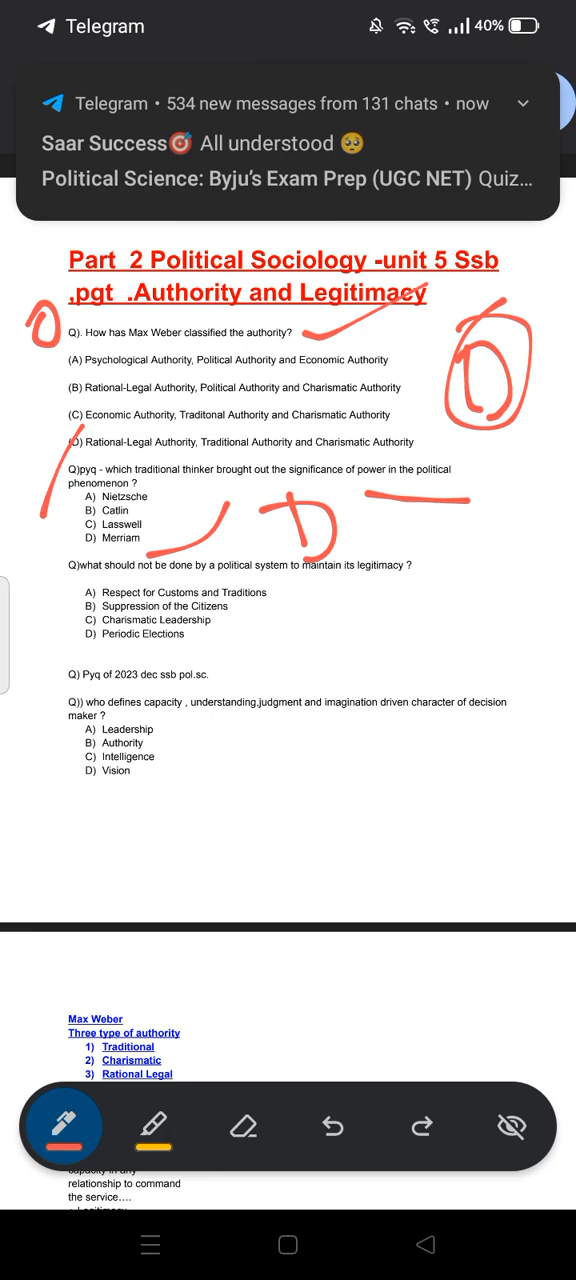 Telegram
40%
Telegram • 534 new messages from 131 chats • now
Saar Success🎯 All understood 🥺
Political Science: Byju's Exam Prep (UGC NET) Quiz...
Part 2 Political Sociology -unit 5 Ssb
,pgt .Authority and Legitimacy
Q). How has Max Weber classified the authority?
(A) Psychological Authority, Political Authority and Economic Authority
(B) Rational-Legal Authority, Political Authority and Charismatic Authority
(C) Economic Authority, Traditonal Authority and Charismatic Authority
(D) Rational-Legal Authority, Traditional Authority and Charismatic Authority
D
Q)pyq - which traditional thinker brought out the significance of power in the political
phenomenon ?
A) Nietzsche
B) Catlin
C) Lasswell
D) Merriam
D
Q)what should not be done by a political system to maintain its legitimacy ?
A) Respect for Customs and Traditions
B) Suppression of the Citizens
C) Charismatic Leadership
D) Periodic Elections
Q) Pyq of 2023 dec ssb pol.sc.
Q)) who defines capacity , understanding,judgment and imagination driven character of decision
maker ?
A) Leadership
B) Authority
C) Intelligence
D) Vision
Max Weber
Three type of authority
1) Traditional
2) Charismatic
3) Rational Legal
capacity in any
relationship to command
the service....